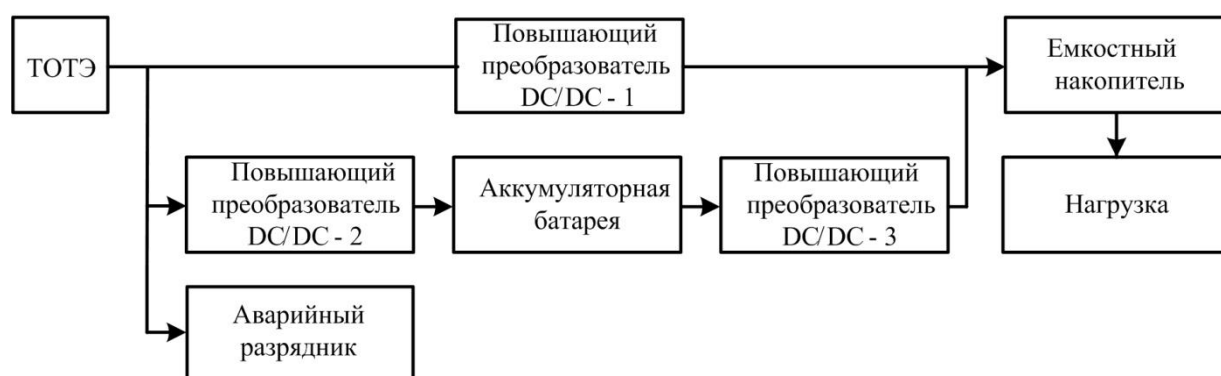 ТОТЭ
Повышающий
преобразователь
DC/DC - 1
Емкостный
накопитель
Повышающий
преобразователь
DC/DC - 2
Аккумуляторная
батарея
Повышающий
преобразователь
DC/DC - 3
Нагрузка
Аварийный
разрядник